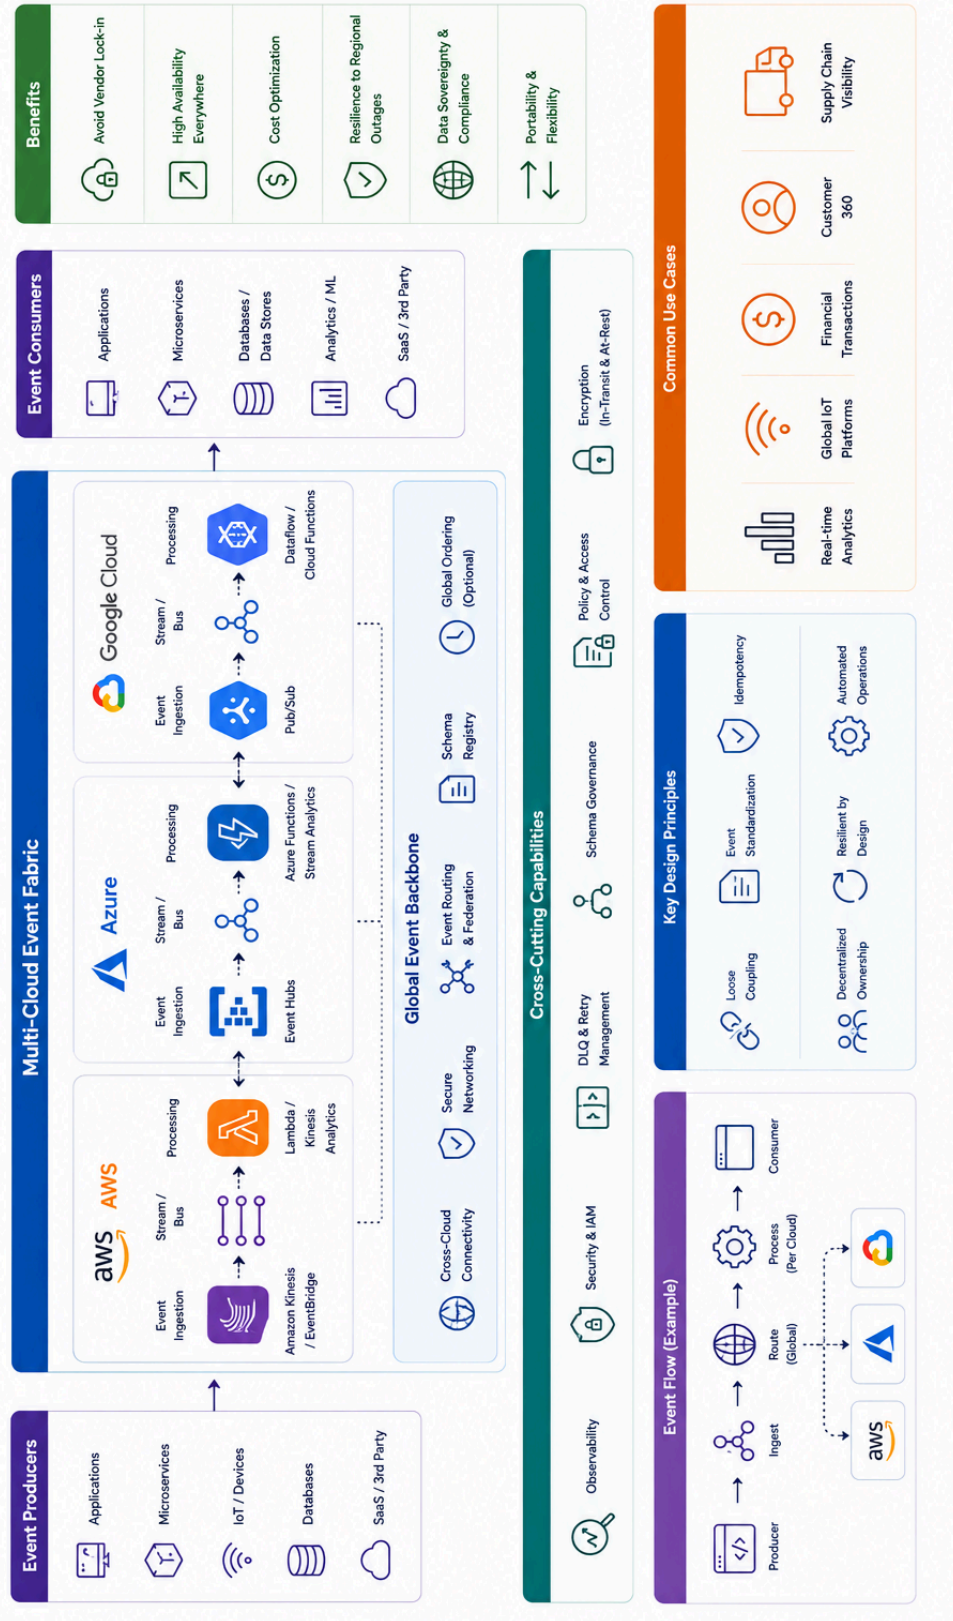 Event Producers
Applications
Microservices
IoT / Devices
Databases
SaaS / 3rd Party
Multi-Cloud Event Fabric
aws
AWS
Event
Ingestion
Stream /
Bus
Processing
Amazon Kinesis
/ EventBridge
Lambda /
Kinesis
Analytics
Azure
Event
Ingestion
Stream /
Bus
Processing
Event Hubs
Azure Functions /
Stream Analytics
Google Cloud
Event
Ingestion
Stream /
Bus
Processing
Pub/Sub
Dataflow /
Cloud Functions
Global Event Backbone
Cross-Cloud
Connectivity
Secure
Networking
Event Routing
& Federation
Schema
Registry
Global Ordering
(Optional)
Event Consumers
Applications
Microservices
Databases /
Data Stores
Analytics / ML
SaaS / 3rd Party
Benefits
Avoid Vendor Lock-in
High Availability
Everywhere
Cost Optimization
Resilience to Regional
Outages
Data Sovereignty &
Compliance
Portability &
Flexibility
Cross-Cutting Capabilities
Observability
Security & IAM
DLQ & Retry
Management
Schema Governance
Policy & Access
Control
Encryption
(In-Transit & At-Rest)
Event Flow (Example)
Producer
Ingest
Route
(Global)
Process
(Per Cloud)
Consumer
aws
Key Design Principles
Loose
Coupling
Event
Standardization
Idempotency
Decentralized
Ownership
Resilient by
Design
Automated
Operations
Common Use Cases
Real-time
Analytics
Global IoT
Platforms
Financial
Transactions
Customer
360
Supply Chain
Visibility